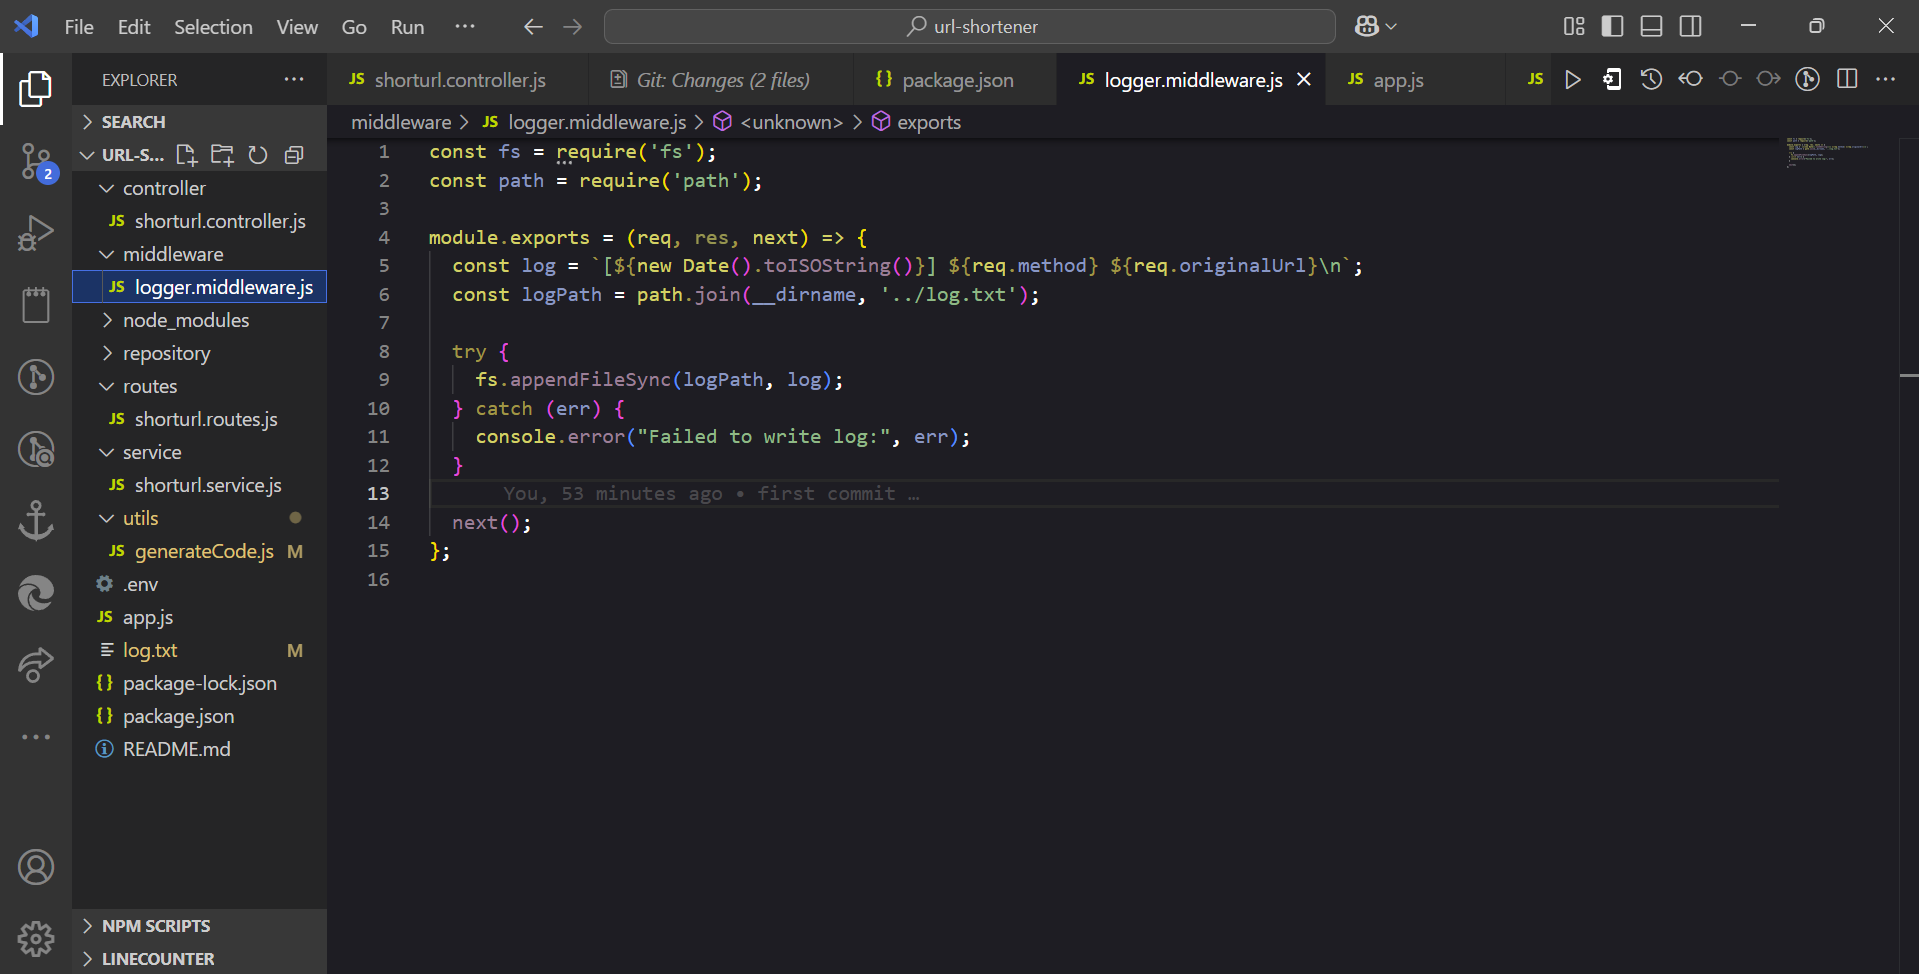 File Edit Selection View Go Run ··· url-shortener
EXPLORER ···
JS shorturl.controller.js Git: Changes (2 files) {} package.json JS logger.middleware.js JS app.js JS
SEARCH
middleware > JS logger.middleware.js > <unknown> > exports
URL-S...
controller
JS shorturl.controller.js
middleware
JS logger.middleware.js
node_modules
repository
routes
JS shorturl.routes.js
service
JS shorturl.service.js
utils
JS generateCode.js M
.env
JS app.js
log.txt M
{} package-lock.json
{} package.json
README.md
NPM SCRIPTS
LINECOUNTER
2
1 const fs = require('fs');
2 const path = require('path');
3
4 module.exports = (req, res, next) => {
5 const log = `[${new Date().toISOString()}] ${req.method} ${req.originalUrl}\n`;
6 const logPath = path.join(__dirname, '../log.txt');
7
8 try {
9 fs.appendFileSync(logPath, log);
10 } catch (err) {
11 console.error("Failed to write log:", err);
12 }
13 You, 53 minutes ago • first commit …
14 next();
15 };
16